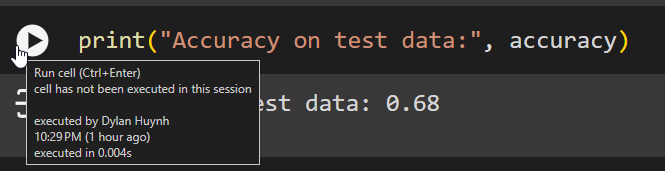 print("Accuracy on test data:", accuracy)
Run cell (Ctrl+Enter)
cell has not been executed in this session
executed by Dylan Huynh
10:29 PM (1 hour ago)
executed in 0.004s
est data: 0.68